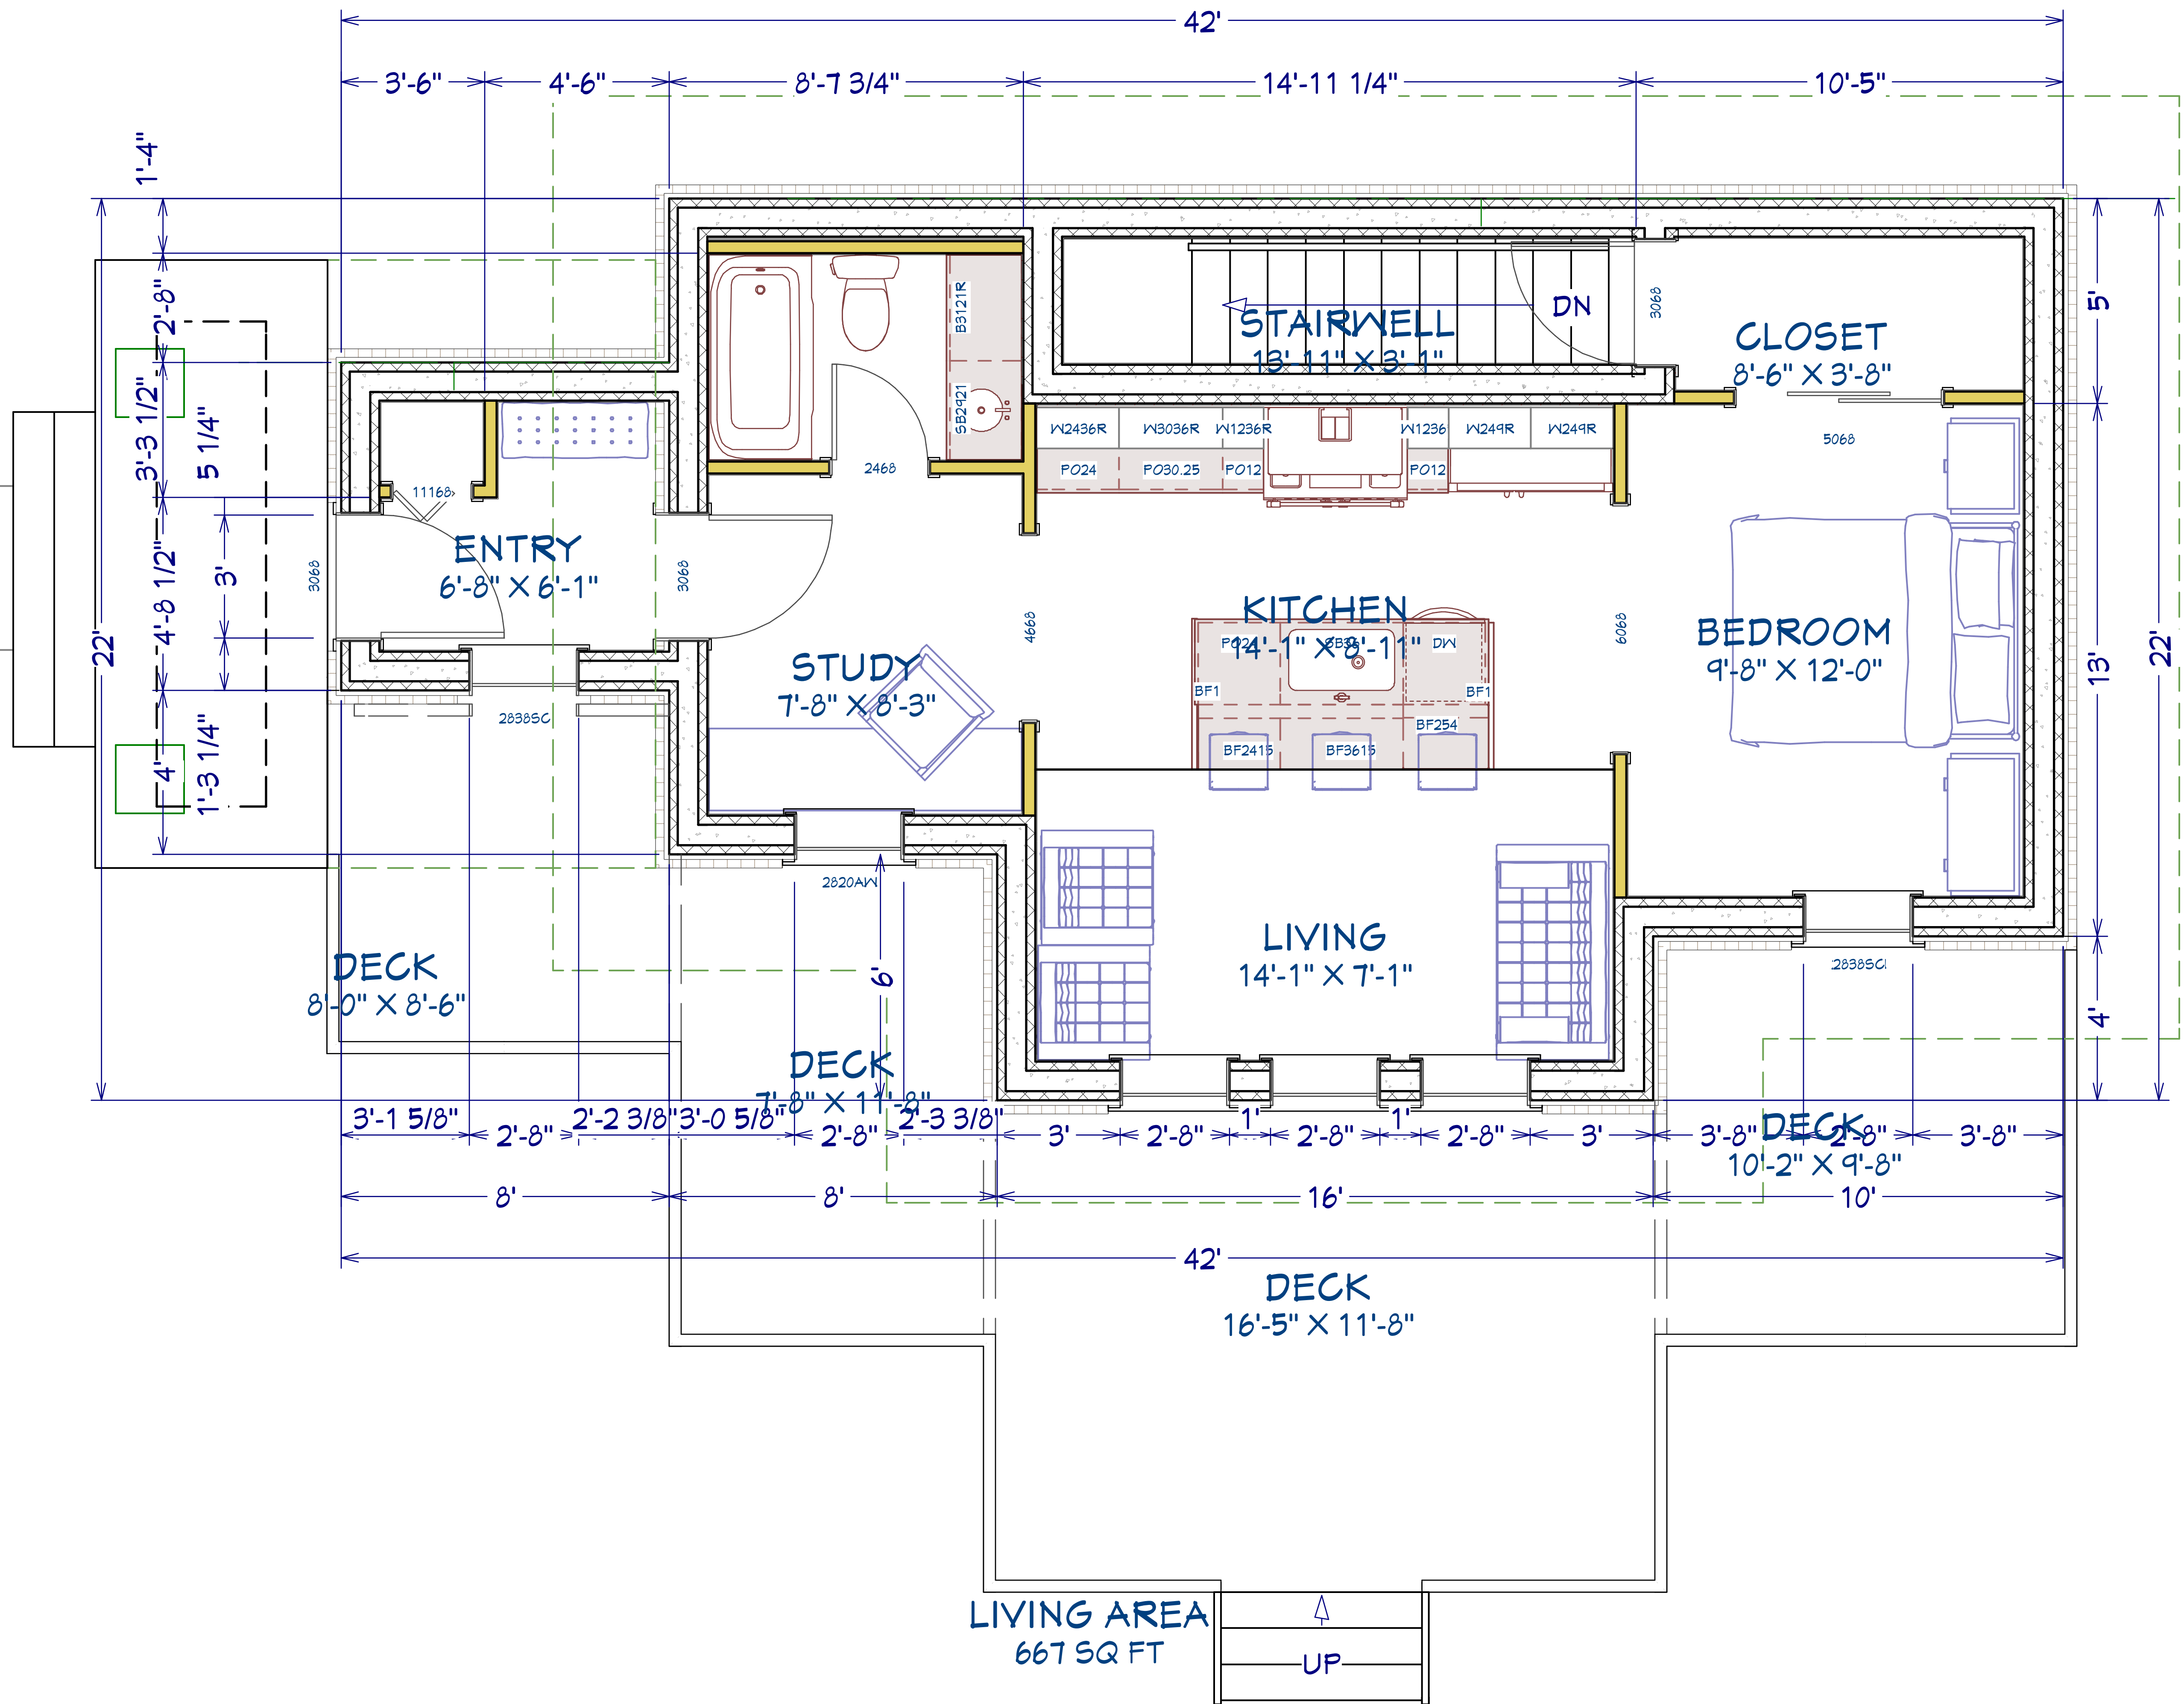 42'
3'-6" 4'-6" 8'-7 3/4" 14'-11 1/4" 10'-5"
1'-4"
2'-8"
3'-3 1/2"
5 1/4"
4'-8 1/2"
3'
22'
4'
1'-3 1/4"
5'
13'
22'
4'
B3121R
SB2921
DN
STAIRWELL
13'-11" X 3'-1"
3068
CLOSET
8'-6" X 3'-8"
W2436R W3036R W1236R W1236 W249R W249R
5068
PO24 PO30.25 PO12 PO12
2468
11168
ENTRY
6'-8" X 6'-1"
3068
3068
4668
6068
KITCHEN
14'-1" X 8'-11"
DW
BF1 BF1
BF254
BF2415 BF3615
BEDROOM
9'-8" X 12'-0"
STUDY
7'-8" X 8'-3"
2838SC
2820AW
LIVING
14'-1" X 7'-1"
2838SC
DECK
8'-0" X 8'-6"
6'
DECK
7'-8" X 11'-8"
3'-1 5/8" 2'-8" 2'-2 3/8" 3'-0 5/8" 2'-8" 2'-3 3/8" 3' 2'-8" 1' 2'-8" 1' 2'-8" 3' 3'-8" 2'-8" 3'-8"
DECK
10'-2" X 9'-8"
8' 8' 16' 10'
42'
DECK
16'-5" X 11'-8"
LIVING AREA
667 SQ FT
UP